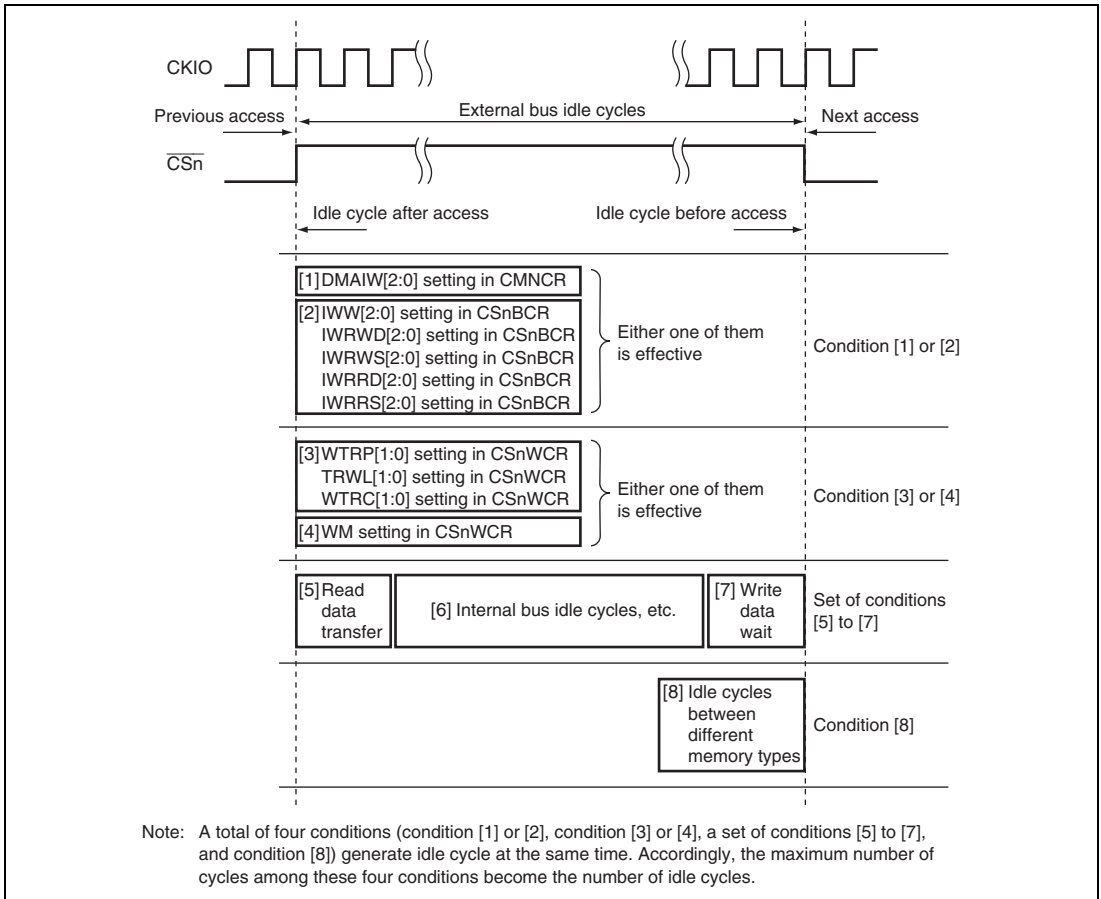 CKIO
Previous access
External bus idle cycles
Next access
CSn
Idle cycle after access
Idle cycle before access
[1] DMAIW[2:0] setting in CMNCR
[2] IWW[2:0] setting in CSnBCR
IWRWD[2:0] setting in CSnBCR
IWRWS[2:0] setting in CSnBCR
IWRRD[2:0] setting in CSnBCR
IWRRS[2:0] setting in CSnBCR
Either one of them
is effective
Condition [1] or [2]
[3] WTRP[1:0] setting in CSnWCR
TRWL[1:0] setting in CSnWCR
WTRC[1:0] setting in CSnWCR
[4] WM setting in CSnWCR
Either one of them
is effective
Condition [3] or [4]
[5] Read
data
transfer
[6] Internal bus idle cycles, etc.
[7] Write
data
wait
Set of conditions
[5] to [7]
[8] Idle cycles
between
different
memory types
Condition [8]
Note: A total of four conditions (condition [1] or [2], condition [3] or [4], a set of conditions [5] to [7],
and condition [8]) generate idle cycle at the same time. Accordingly, the maximum number of
cycles among these four conditions become the number of idle cycles.